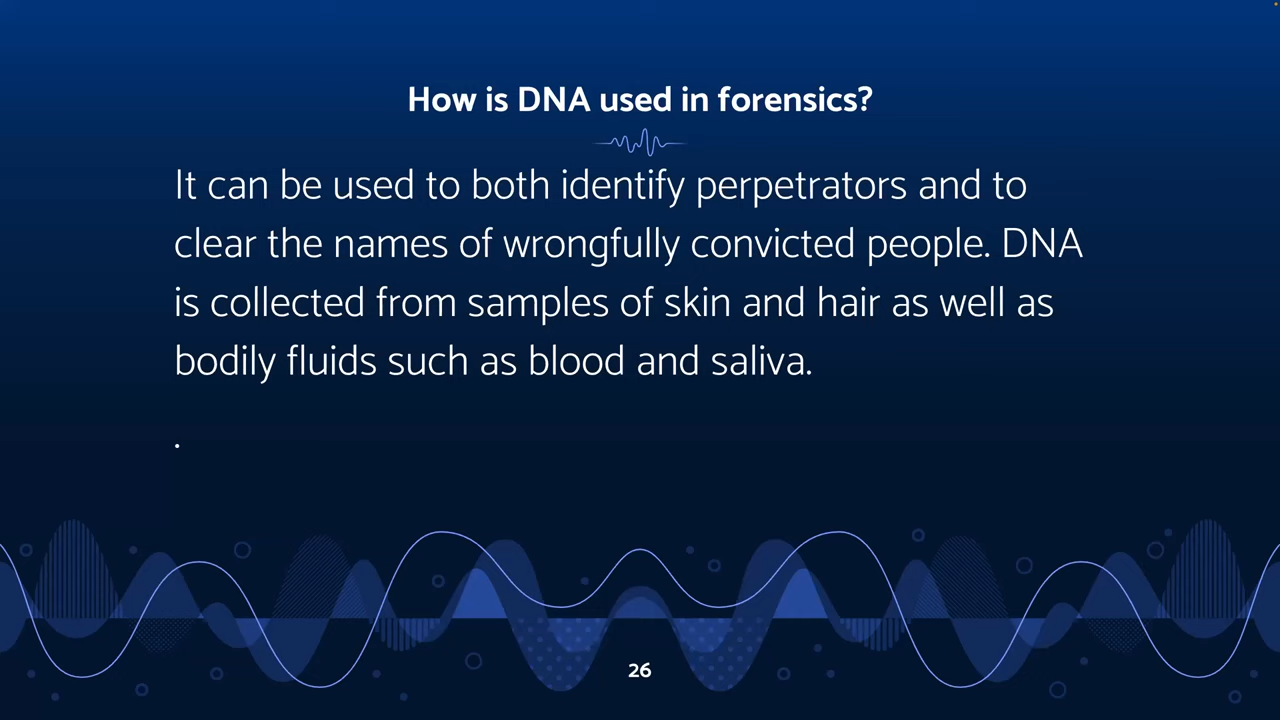 How is DNA used in forensics?
It can be used to both identify perpetrators and to
clear the names of wrongfully convicted people. DNA
is collected from samples of skin and hair as well as
bodily fluids such as blood and saliva.
.
26